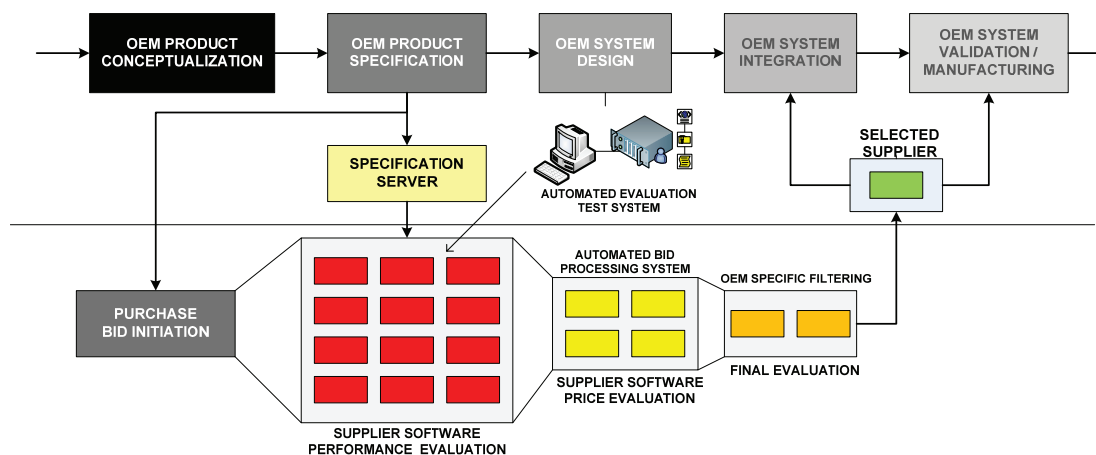 OEM PRODUCT
CONCEPTUALIZATION
OEM PRODUCT
SPECIFICATION
OEM SYSTEM
DESIGN
OEM SYSTEM
INTEGRATION
OEM SYSTEM
VALIDATION /
MANUFACTURING
SPECIFICATION
SERVER
AUTOMATED EVALUATION
TEST SYSTEM
SELECTED
SUPPLIER
PURCHASE
BID INITIATION
SUPPLIER SOFTWARE
PERFORMANCE EVALUATION
AUTOMATED BID
PROCESSING SYSTEM
SUPPLIER SOFTWARE
PRICE EVALUATION
OEM SPECIFIC FILTERING
FINAL EVALUATION